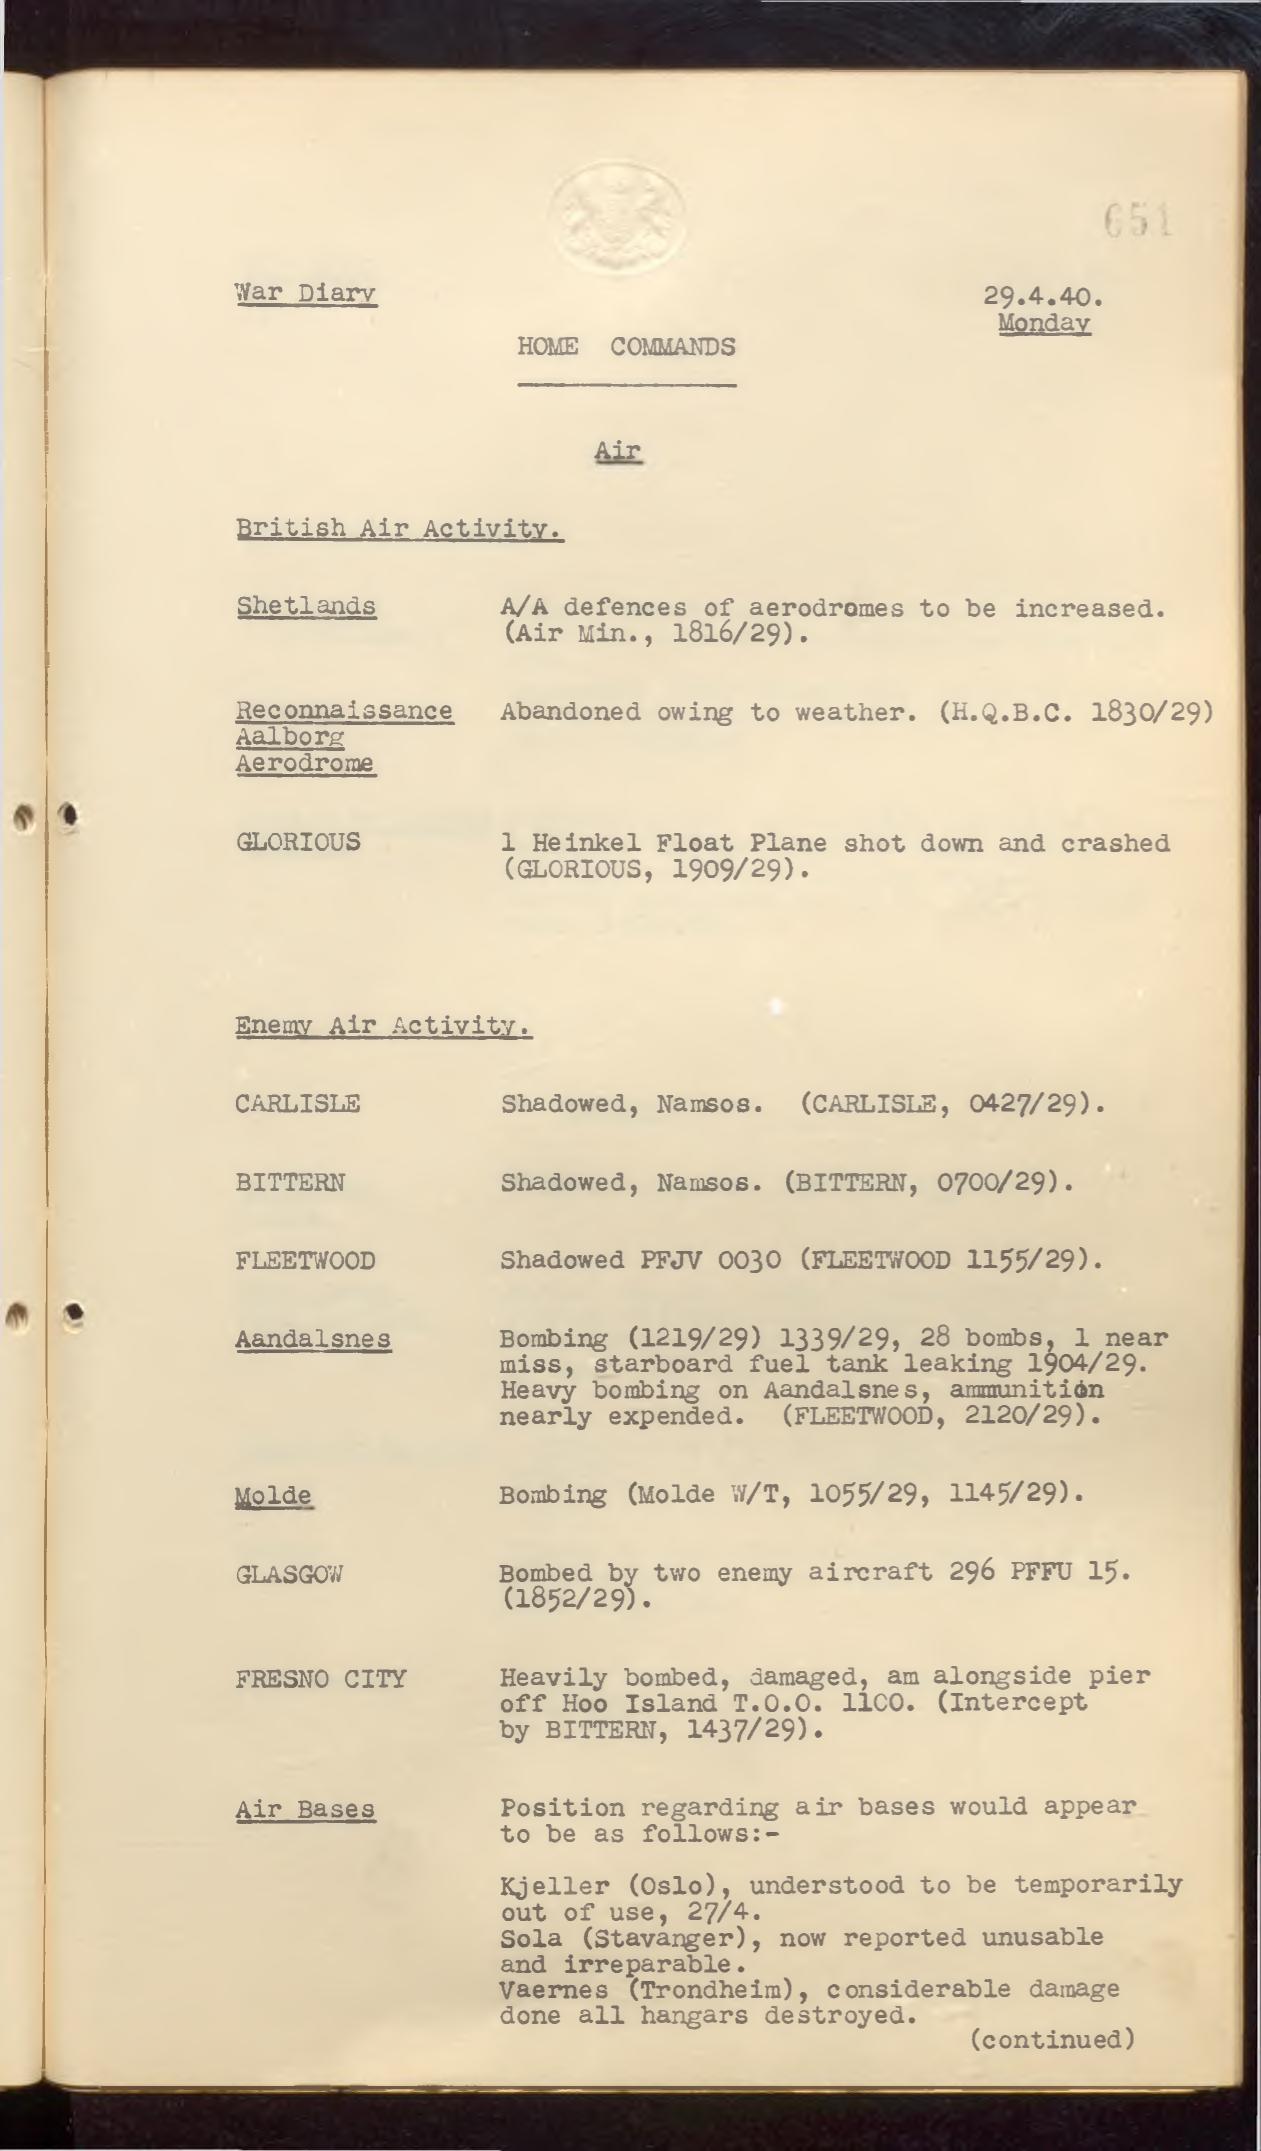 651
War Diary
29.4.40.
Monday
HOME COMMANDS
Air
British Air Activity.
Shetlands A/A defences of aerodromes to be increased.
(Air Min., 1816/29).
Reconnaissance Abandoned owing to weather. (H.Q.B.C. 1830/29)
Aalborg
Aerodrome
GLORIOUS 1 Heinkel Float Plane shot down and crashed
(GLORIOUS, 1909/29).
Enemy Air Activity.
CARLISLE Shadowed, Namsos. (CARLISLE, 0427/29).
BITTERN Shadowed, Namsos. (BITTERN, 0700/29).
FLEETWOOD Shadowed PFJV 0030 (FLEETWOOD 1155/29).
Aandalsnes Bombing (1219/29) 1339/29, 28 bombs, 1 near
miss, starboard fuel tank leaking 1904/29.
Heavy bombing on Aandalsnes, ammunition
nearly expended. (FLEETWOOD, 2120/29).
Molde Bombing (Molde W/T, 1055/29, 1145/29).
GLASGOW Bombed by two enemy aircraft 296 PFFU 15.
(1852/29).
FRESNO CITY Heavily bombed, damaged, am alongside pier
off Hoo Island T.O.O. 1100. (Intercept
by BITTERN, 1437/29).
Air Bases Position regarding air bases would appear
to be as follows:-
Kjeller (Oslo), understood to be temporarily
out of use, 27/4.
Sola (Stavanger), now reported unusable
and irreparable.
Vaernes (Trondheim), considerable damage
done all hangars destroyed.
(continued)